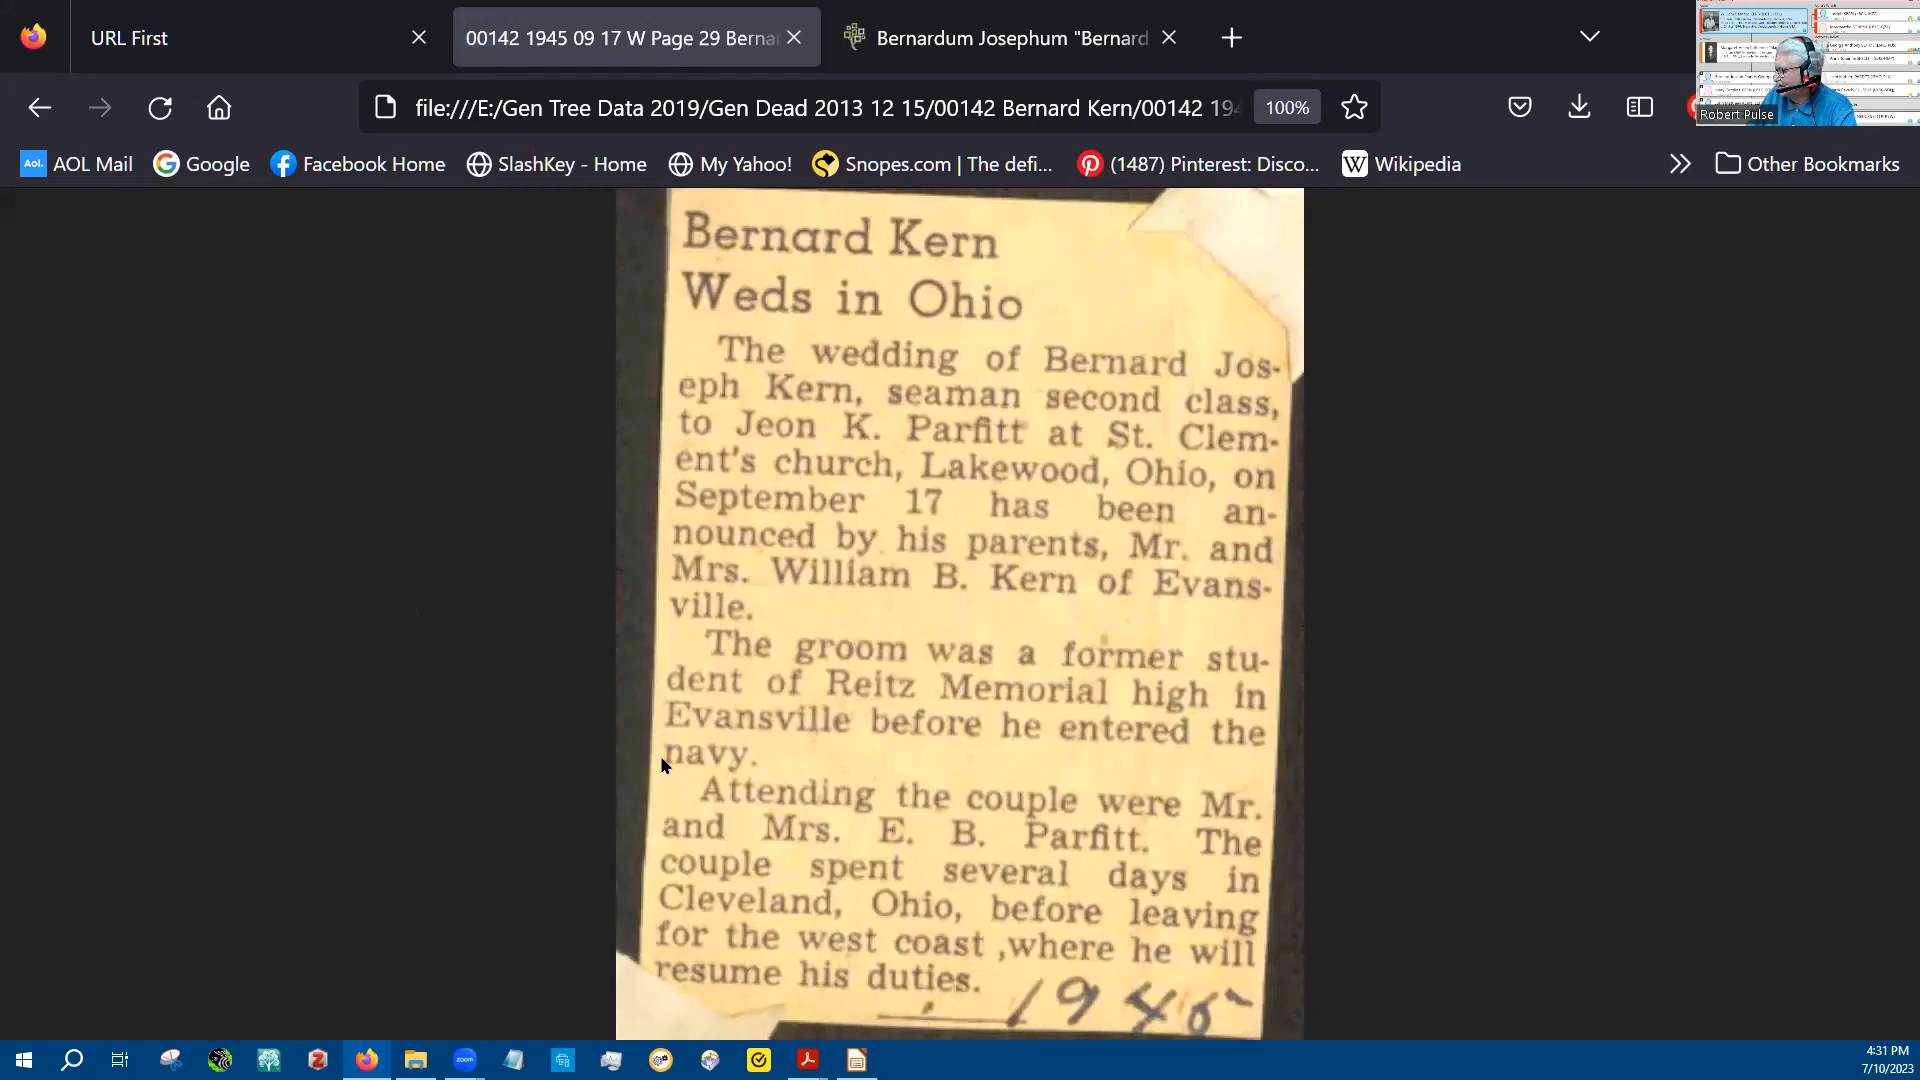 URL First
00142 1945 09 17 W Page 29 Berna
Bernardum Josephum "Bernard
file:///E:/Gen Tree Data 2019/Gen Dead 2013 12 15/00142 Bernard Kern/00142 194
100%
Robert Pulse
Aol. AOL Mail
Google
Facebook Home
SlashKey - Home
My Yahoo!
Snopes.com | The defi...
(1487) Pinterest: Disco...
W Wikipedia
Other Bookmarks
Bernard Kern
Weds in Ohio
The wedding of Bernard Jos-
eph Kern, seaman second class,
to Jeon K. Parfitt at St. Clem-
ent's church, Lakewood, Ohio, on
September 17 has been an-
nounced by his parents, Mr. and
Mrs. William B. Kern of Evans-
ville.
The groom was a former stu-
dent of Reitz Memorial high in
Evansville before he entered the
navy.
Attending the couple were Mr.
and Mrs. E. B. Parfitt. The
couple spent several days in
Cleveland, Ohio, before leaving
for the west coast ,where he will
resume his duties.
1945
zoom
4:31 PM
7/10/2023